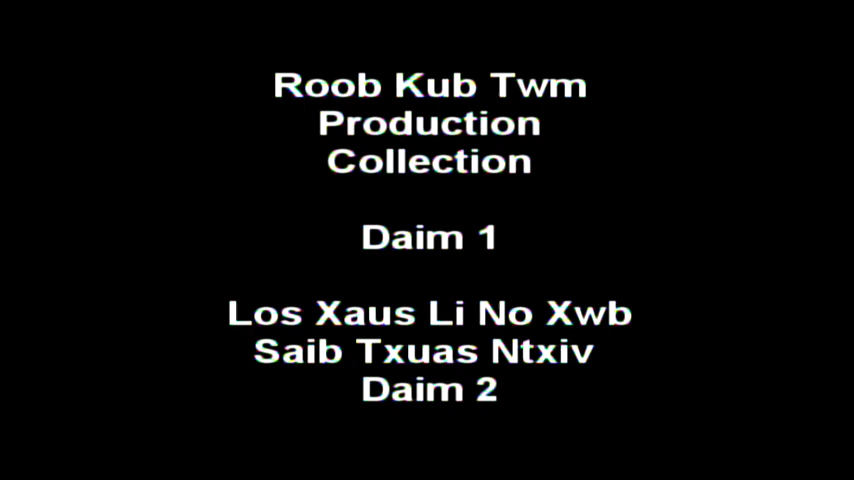 Roob Kub Twm
Production
Collection
Daim 1
Los Xaus Li No Xwb
Saib Txuas Ntxiv
Daim 2